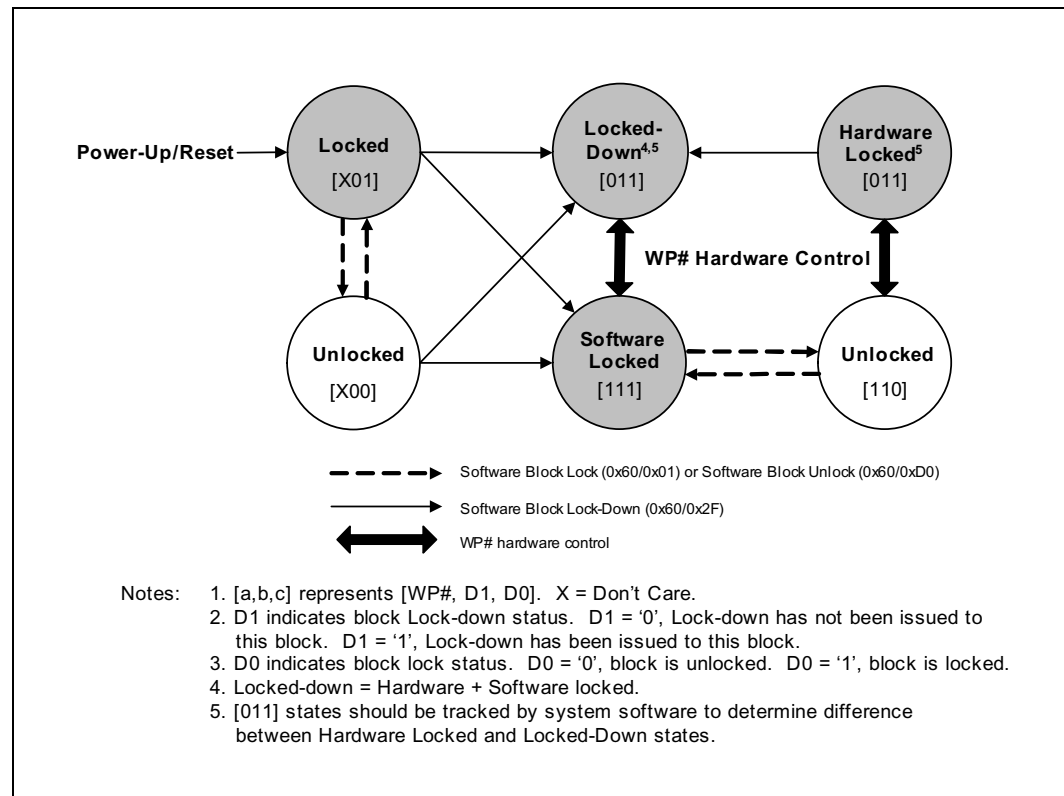 Power-Up/Reset
Locked
[X01]
Locked-
Down4,5
[011]
Hardware
Locked5
[011]
WP# Hardware Control
Unlocked
[X00]
Software
Locked
[111]
Unlocked
[110]
Software Block Lock (0x60/0x01) or Software Block Unlock (0x60/0xD0)
Software Block Lock-Down (0x60/0x2F)
WP# hardware control
Notes: 1. [a,b,c] represents [WP#, D1, D0]. X = Don't Care.
2. D1 indicates block Lock-down status. D1 = ‘0’, Lock-down has not been issued to
this block. D1 = ‘1’, Lock-down has been issued to this block.
3. D0 indicates block lock status. D0 = ‘0’, block is unlocked. D0 = ‘1’, block is locked.
4. Locked-down = Hardware + Software locked.
5. [011] states should be tracked by system software to determine difference
between Hardware Locked and Locked-Down states.